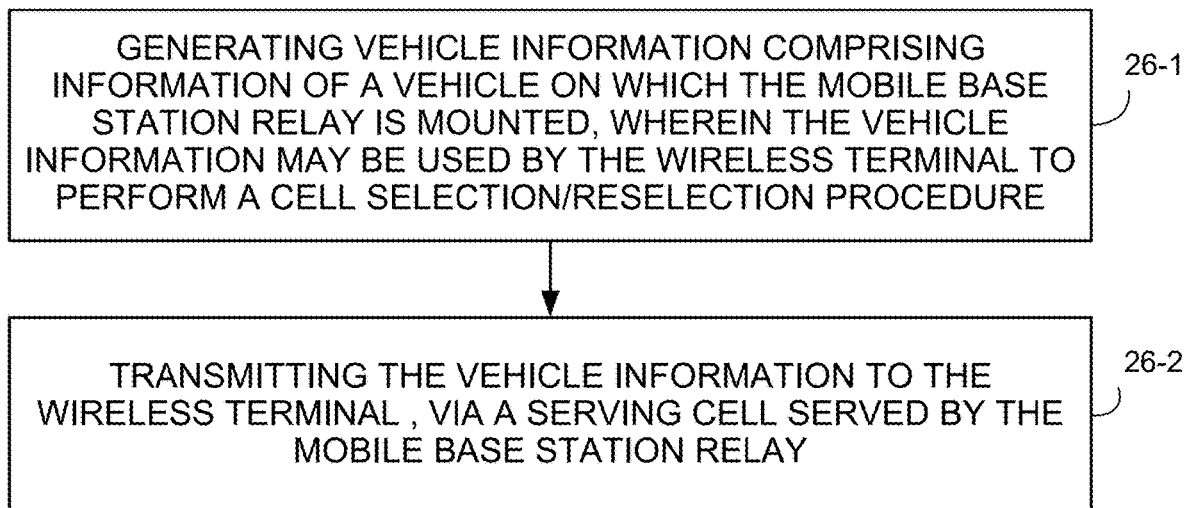 GENERATING VEHICLE INFORMATION COMPRISING
INFORMATION OF A VEHICLE ON WHICH THE MOBILE BASE
STATION RELAY IS MOUNTED, WHEREIN THE VEHICLE
INFORMATION MAY BE USED BY THE WIRELESS TERMINAL TO
PERFORM A CELL SELECTION/RESELECTION PROCEDURE
26-1
TRANSMITTING THE VEHICLE INFORMATION TO THE
WIRELESS TERMINAL , VIA A SERVING CELL SERVED BY THE
MOBILE BASE STATION RELAY
26-2